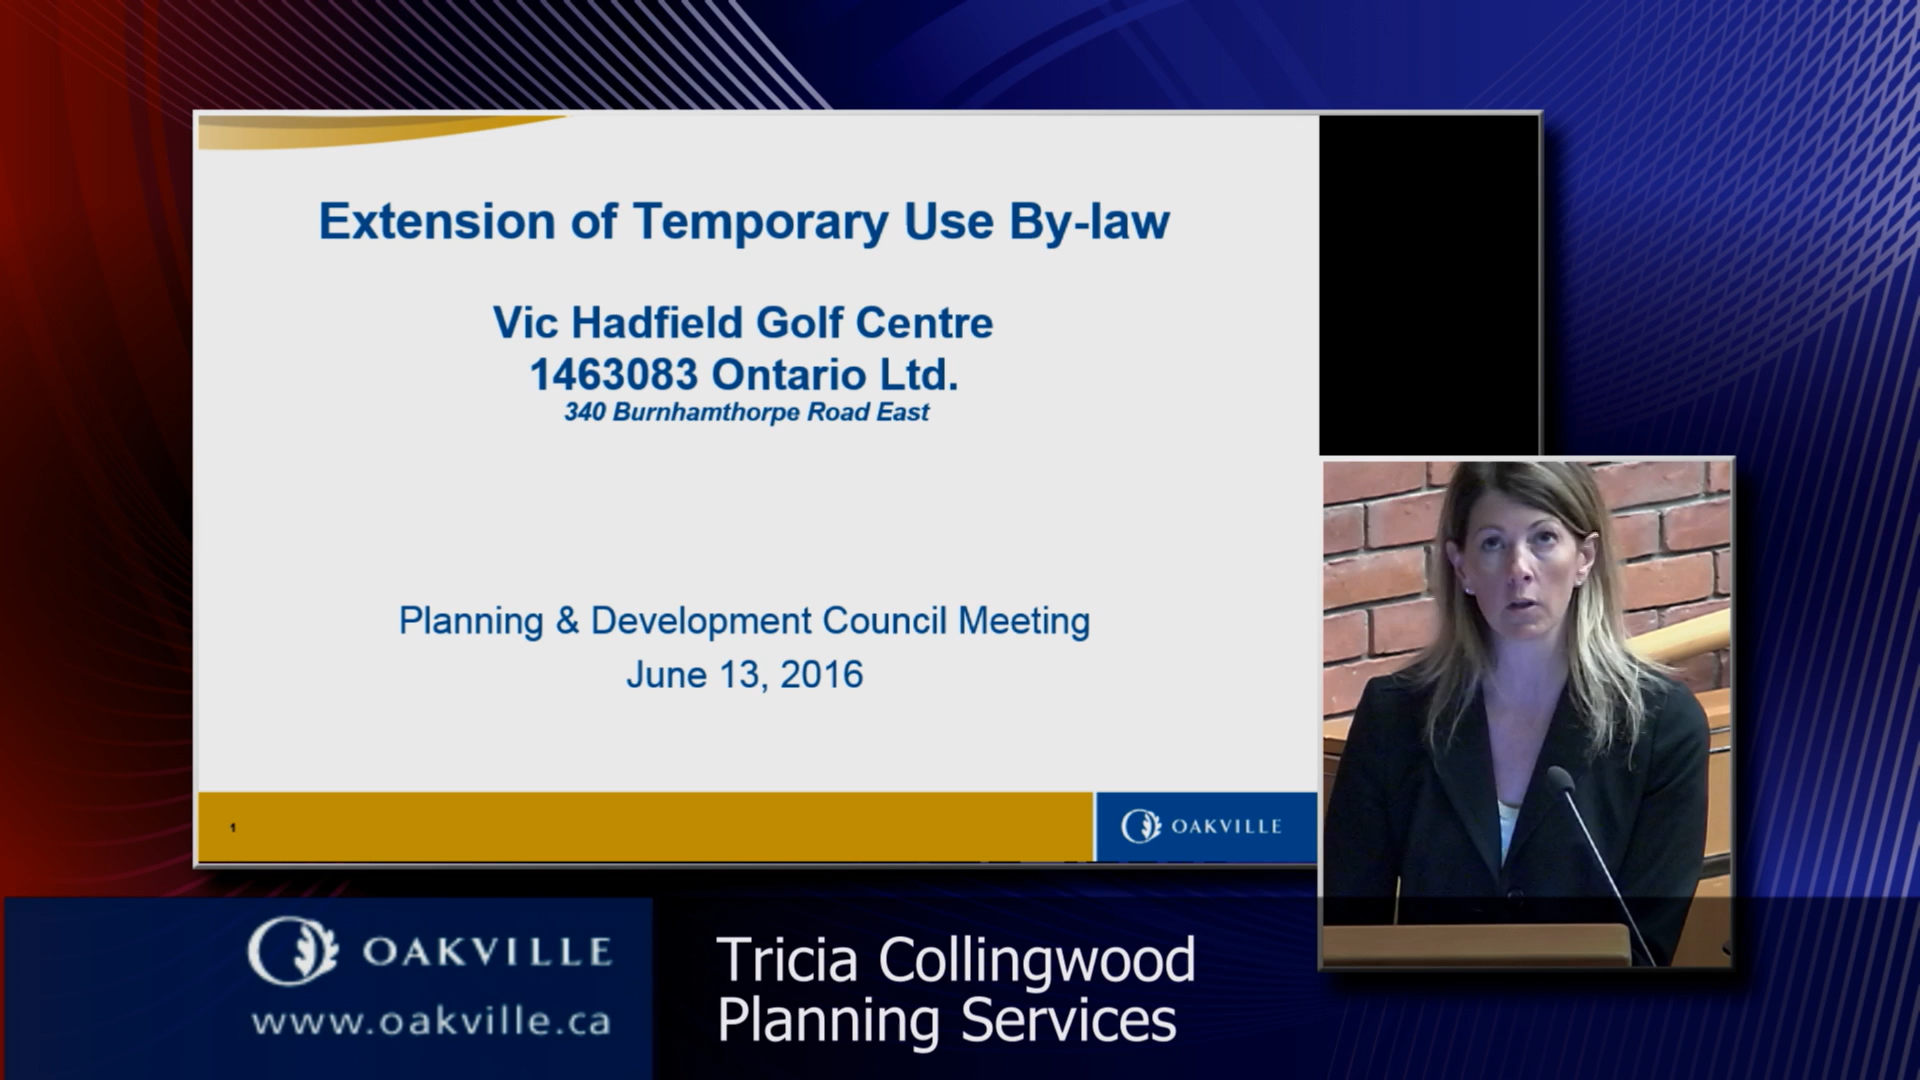 Extension of Temporary Use By-law
Vic Hadfield Golf Centre
1463083 Ontario Ltd.
340 Burnhamthorpe Road East
Planning & Development Council Meeting
June 13, 2016
1
OAKVILLE
OAKVILLE
www.oakville.ca
Tricia Collingwood
Planning Services